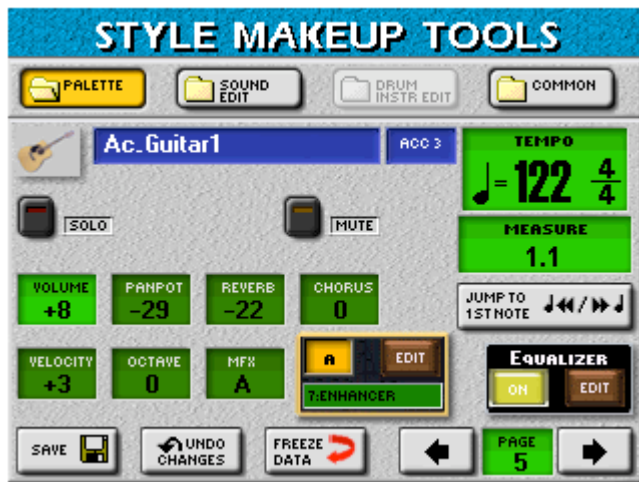 STYLE MAKEUP TOOLS
PALETTE
SOUND
EDIT
DRUM
INSTR EDIT
COMMON
Ac.Guitar1
ACC 3
TEMPO
=122 4/4
SOLO
MUTE
MEASURE
1.1
VOLUME
+8
PANPOT
-29
REVERB
-22
CHORUS
0
JUMP TO
1ST NOTE
VELOCITY
+3
OCTAVE
0
MFX
A
A
EDIT
7:ENHANCER
EQUALIZER
ON
EDIT
SAVE
UNDO
CHANGES
FREEZE
DATA
PAGE
5